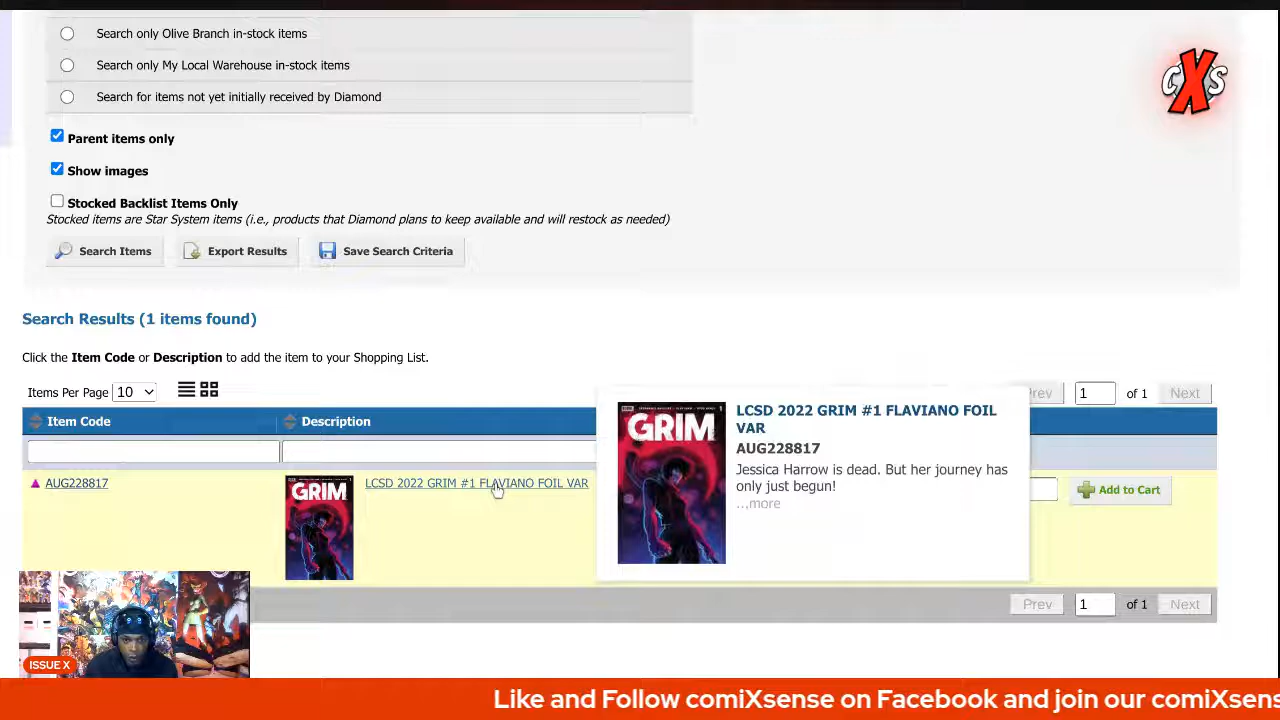 Search only Olive Branch in-stock items
Search only My Local Warehouse in-stock items
cXs
Search for items not yet initially received by Diamond
Parent items only
Show images
Stocked Backlist Items Only
Stocked items are Star System items (i.e., products that Diamond plans to keep available and will restock as needed)
Search Items Export Results Save Search Criteria
Search Results (1 items found)
Click the Item Code or Description to add the item to your Shopping List.
Items Per Page 10
rev 1 of 1 Next
Item Code Description
GRIM
LCSD 2022 GRIM #1 FLAVIANO FOIL
VAR
AUG228817
Jessica Harrow is dead. But her journey has
only just begun!
...more
AUG228817 GRIM LCSD 2022 GRIM #1 FLAVIANO FOIL VAR
Add to Cart
Prev 1 of 1 Next
ISSUE X
Like and Follow comiXsense on Facebook and join our comiXsens